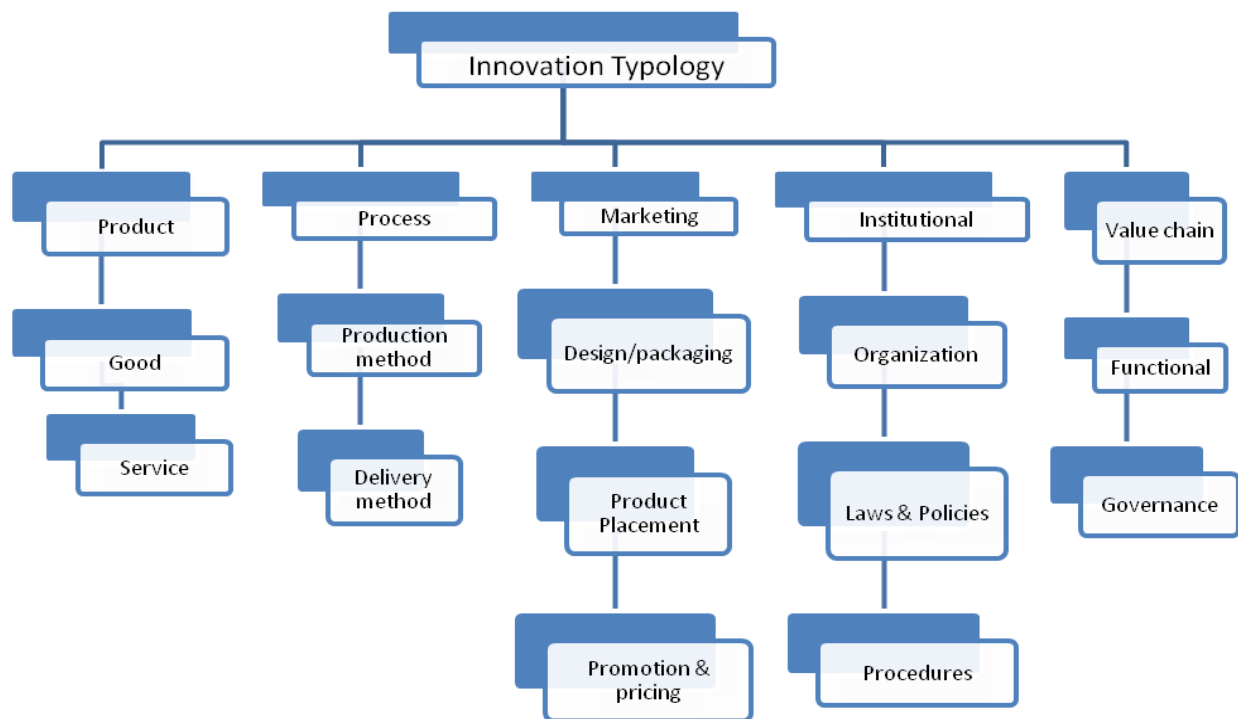 Innovation Typology
Product
Process
Marketing
Institutional
Value chain
Good
Production
method
Design/packaging
Organization
Functional
Service
Delivery
method
Product
Placement
Laws & Policies
Governance
Promotion &
pricing
Procedures